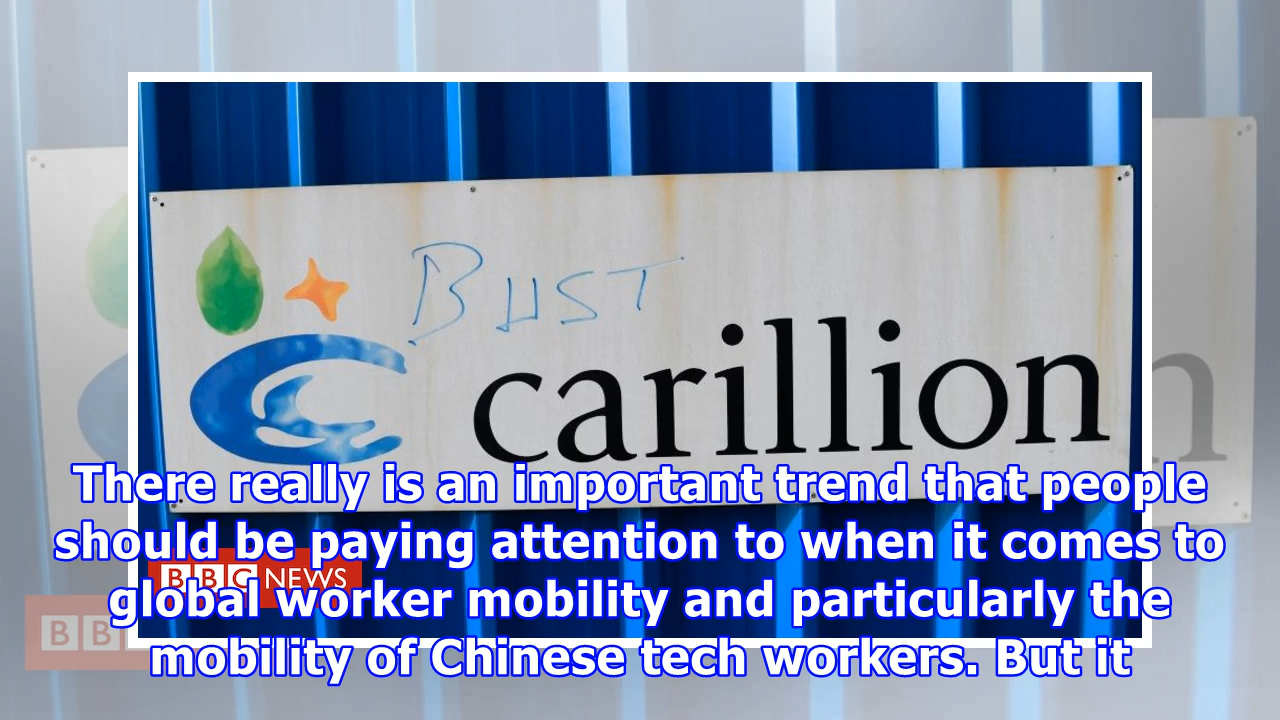 BUST
carillion
There really is an important trend that people
should be paying attention to when it comes to
BBC NEWS
global worker mobility and particularly the
mobility of Chinese tech workers. But it